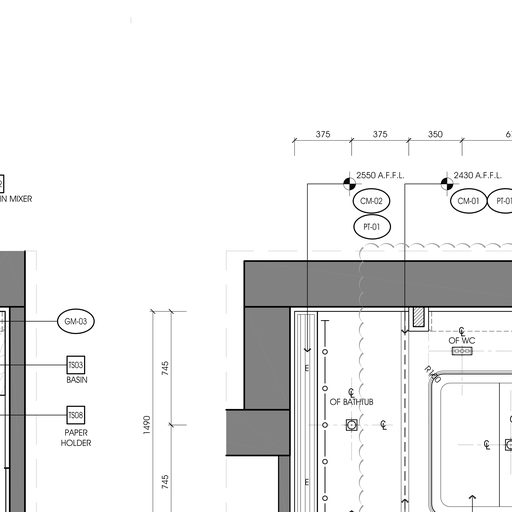 375 375 350
2550 A.F.F.L. 2430 A.F.F.L.
CM-02 CM-01
PT-01
IN MIXER
GM-03
TS03
BASIN
TS08
PAPER
HOLDER
745
1490
745
E
℄
OF WC
E
℄
OF BATHTUB
℄
℄